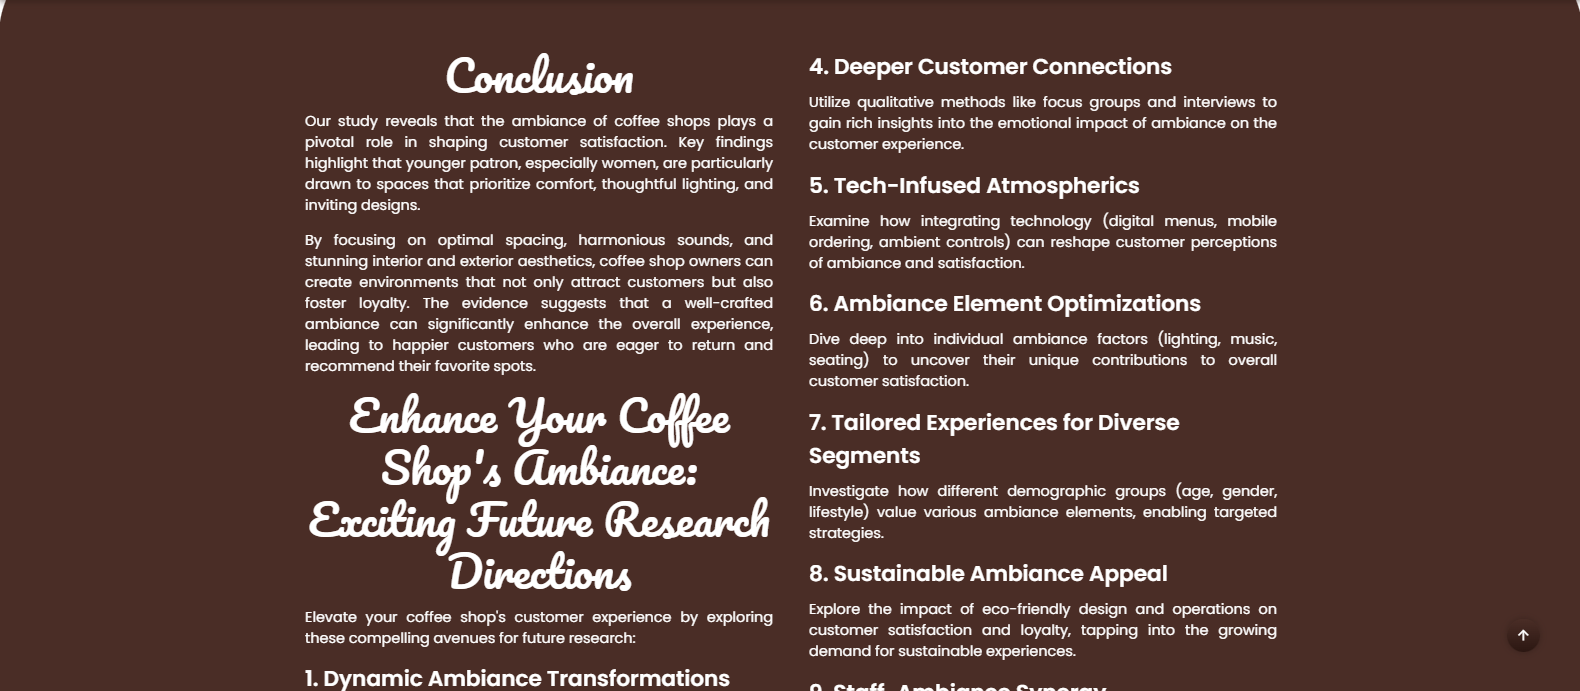 Conclusion
Our study reveals that the ambiance of coffee shops plays a
pivotal role in shaping customer satisfaction. Key findings
highlight that younger patron, especially women, are particularly
drawn to spaces that prioritize comfort, thoughtful lighting, and
inviting designs.
By focusing on optimal spacing, harmonious sounds, and
stunning interior and exterior aesthetics, coffee shop owners can
create environments that not only attract customers but also
foster loyalty. The evidence suggests that a well-crafted
ambiance can significantly enhance the overall experience,
leading to happier customers who are eager to return and
recommend their favorite spots.
Enhance Your Coffee
Shop's Ambiance:
Exciting Future Research
Directions
Elevate your coffee shop's customer experience by exploring
these compelling avenues for future research:
1. Dynamic Ambiance Transformations
4. Deeper Customer Connections
Utilize qualitative methods like focus groups and interviews to
gain rich insights into the emotional impact of ambiance on the
customer experience.
5. Tech-Infused Atmospherics
Examine how integrating technology (digital menus, mobile
ordering, ambient controls) can reshape customer perceptions
of ambiance and satisfaction.
6. Ambiance Element Optimizations
Dive deep into individual ambiance factors (lighting, music,
seating) to uncover their unique contributions to overall
customer satisfaction.
7. Tailored Experiences for Diverse
Segments
Investigate how different demographic groups (age, gender,
lifestyle) value various ambiance elements, enabling targeted
strategies.
8. Sustainable Ambiance Appeal
Explore the impact of eco-friendly design and operations on
customer satisfaction and loyalty, tapping into the growing
demand for sustainable experiences.
9. Staff-Ambiance Synergy